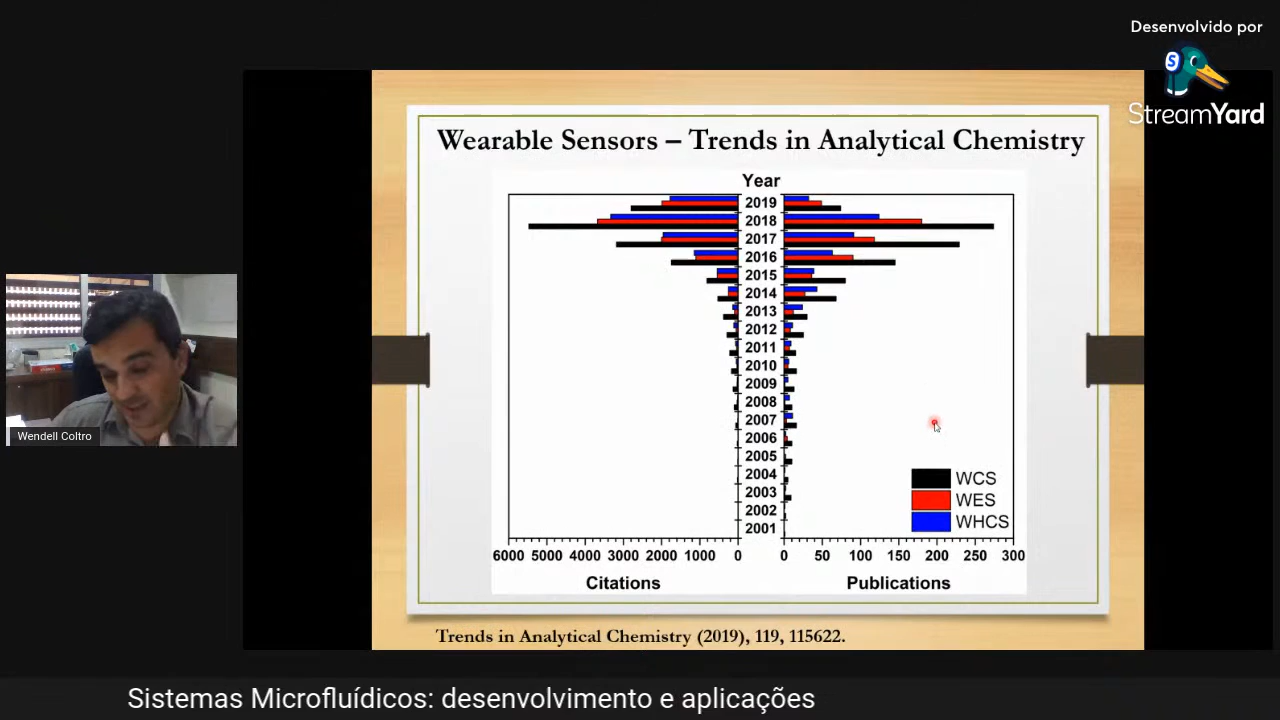 Desenvolvido por
StreamYard
Wearable Sensors – Trends in Analytical Chemistry
Year
2019
2018
2017
2016
2015
2014
2013
2012
2011
2010
2009
2008
2007
2006
2005
2004
2003
2002
2001
WCS
WES
WHCS
6000 5000 4000 3000 2000 1000 0
0 50 100 150 200 250 300
Citations
Publications
Wendell Coltro
Trends in Analytical Chemistry (2019), 119, 115622.
Sistemas Microfluídicos: desenvolvimento e aplicações